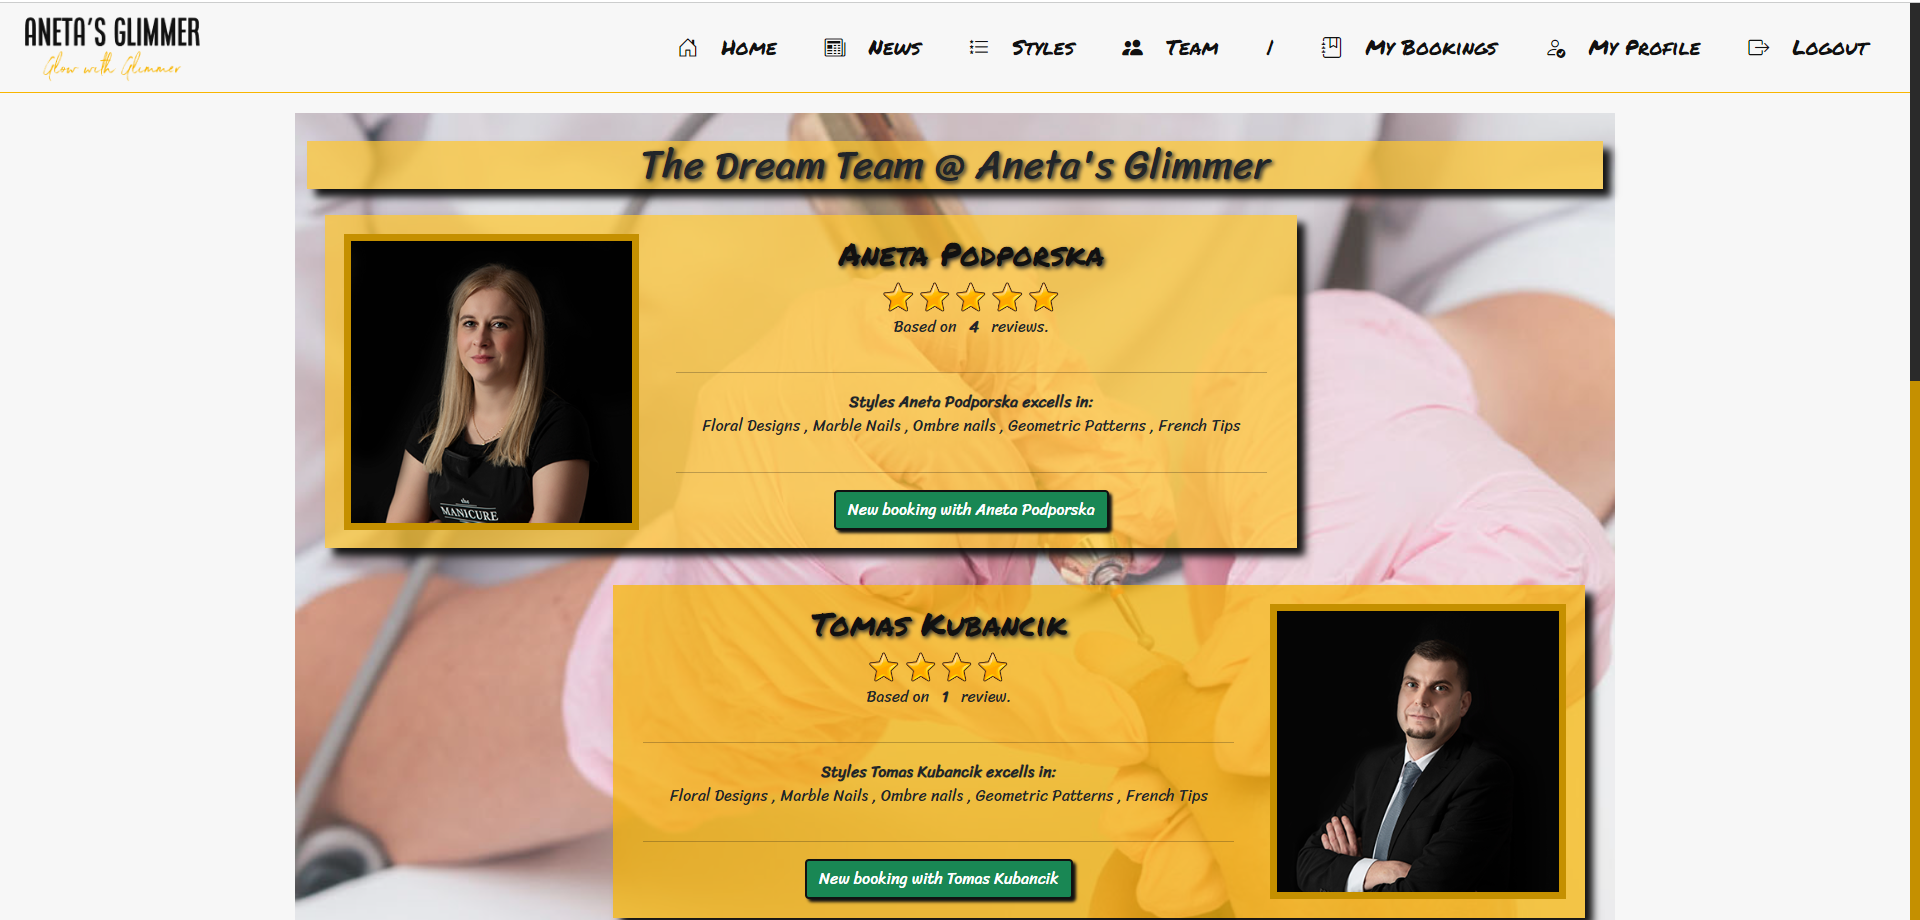 ANETA'S GLIMMER
Glow with Glimmer
Home News Styles Team / My Bookings My Profile Logout
The Dream Team @ Aneta's Glimmer
Aneta Podporska
Based on 4 reviews.
Styles Aneta Podporska excells in:
Floral Designs , Marble Nails , Ombre nails , Geometric Patterns , French Tips
New booking with Aneta Podporska
the
MANICURE
Tomas Kubancik
Based on 1 review.
Styles Tomas Kubancik excells in:
Floral Designs , Marble Nails , Ombre nails , Geometric Patterns , French Tips
New booking with Tomas Kubancik